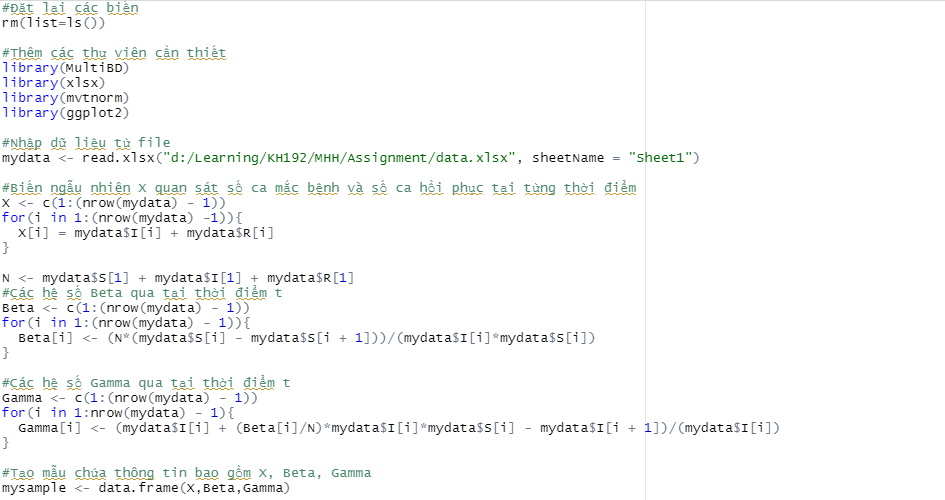 #Đặt lại các biến
rm(list=ls())
#Thêm các thư viên cần thiết
library(MultiBD)
library(xlsx)
library(mvtnorm)
library(ggplot2)
#Nhập dữ liệu từ file
mydata <- read.xlsx("d:/Learning/KH192/MHH/Assignment/data.xlsx", sheetName = "Sheet1")
#Biến ngẫu nhiên X quan sát số ca mắc bệnh và số ca hồi phục tại từng thời điểm
X <- c(1:(nrow(mydata) - 1))
for(i in 1:(nrow(mydata) -1)){
  X[i] = mydata$I[i] + mydata$R[i]
}
N <- mydata$S[1] + mydata$I[1] + mydata$R[1]
#Các hệ số Beta qua tại thời điểm t
Beta <- c(1:(nrow(mydata) - 1))
for(i in 1:(nrow(mydata) - 1)){
  Beta[i] <- (N*(mydata$S[i] - mydata$S[i + 1]))/(mydata$I[i]*mydata$S[i])
}
#Các hệ số Gamma qua tại thời điểm t
Gamma <- c(1:(nrow(mydata) - 1))
for(i in 1:nrow(mydata) - 1){
  Gamma[i] <- (mydata$I[i] + (Beta[i]/N)*mydata$I[i]*mydata$S[i] - mydata$I[i + 1])/(mydata$I[i])
}
#Tạo mẫu chứa thông tin bao gồm X, Beta, Gamma
mysample <- data.frame(X,Beta,Gamma)